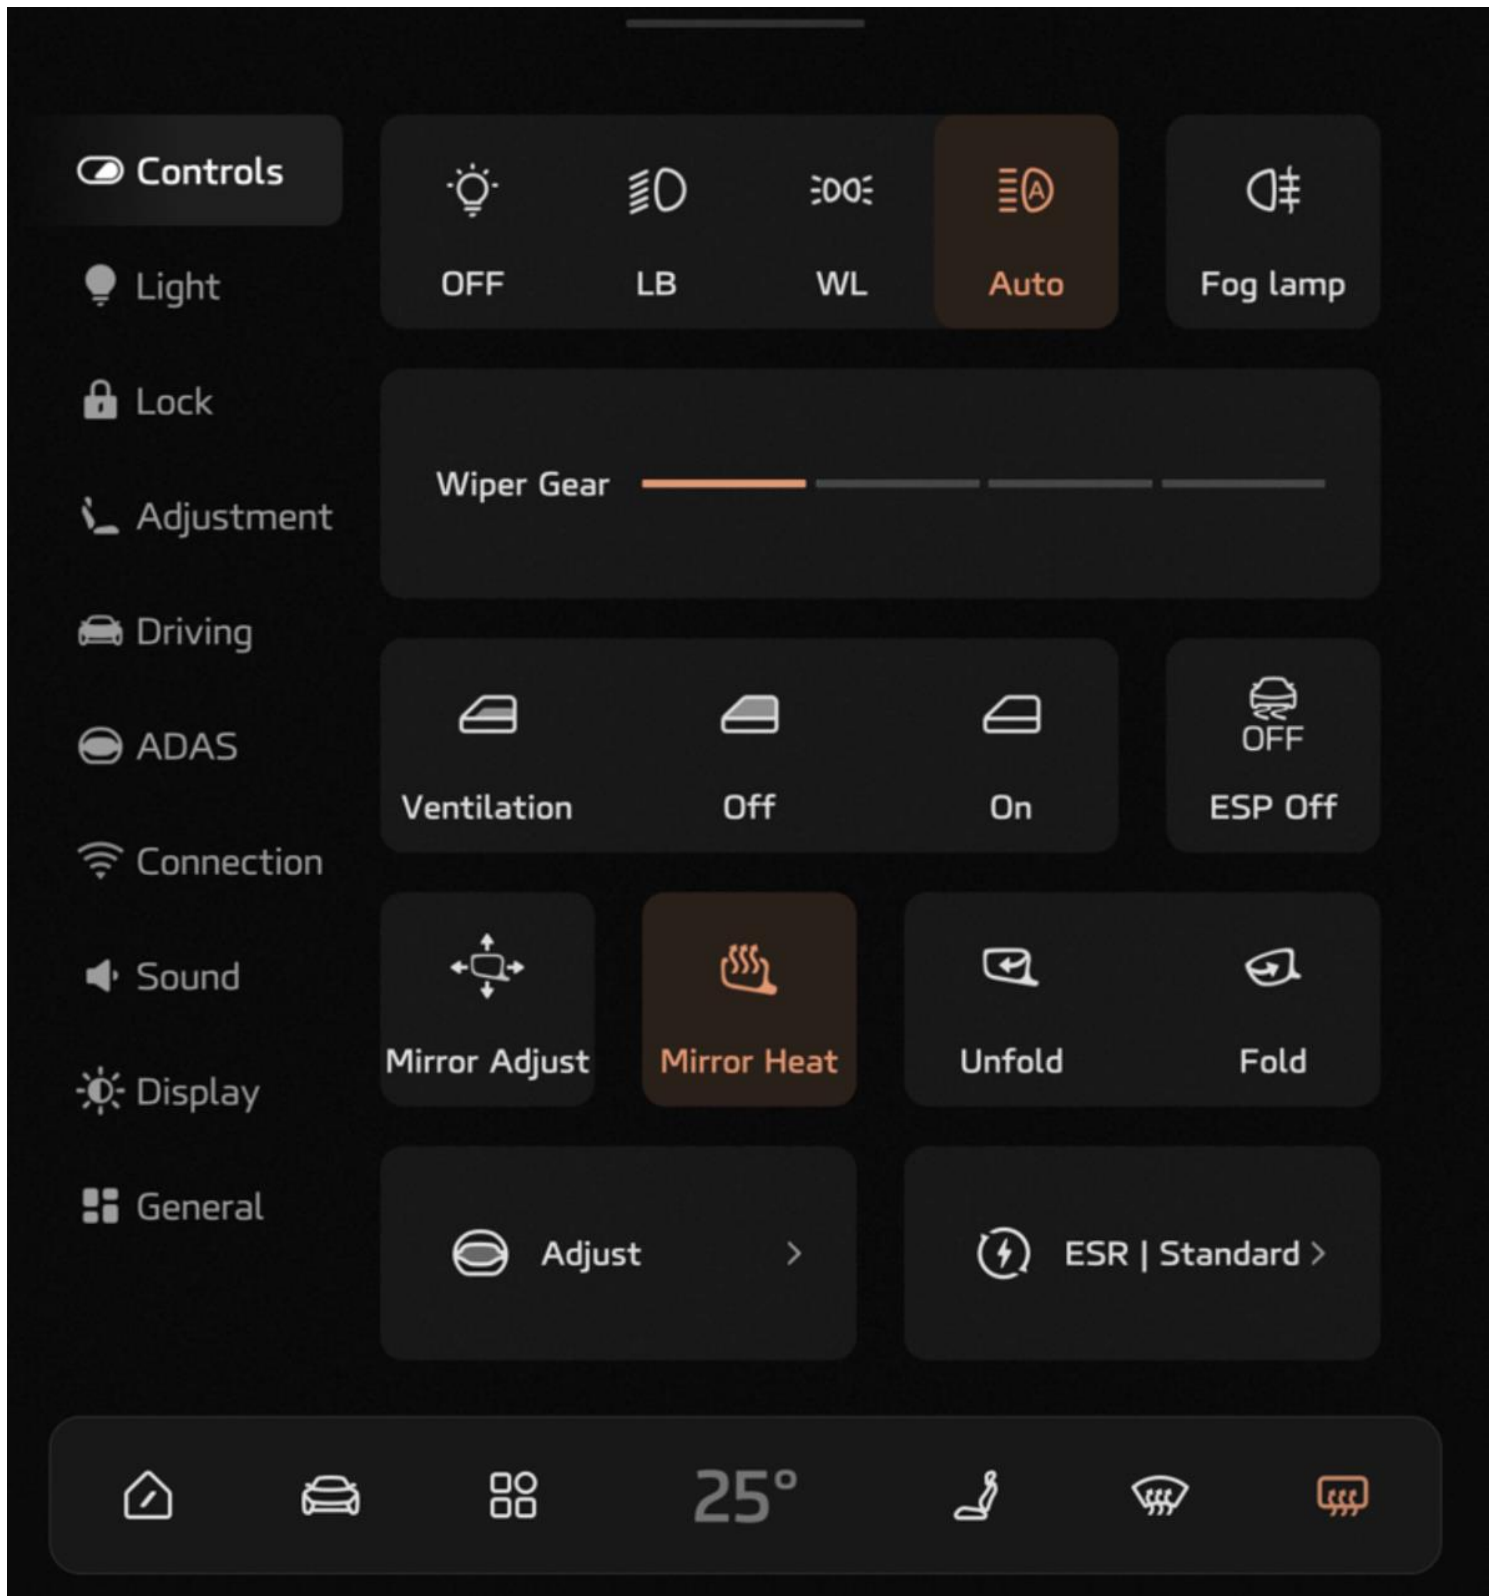 Controls
Light
Lock
Adjustment
Driving
ADAS
Connection
Sound
Display
General
OFF
LB
WL
A
Auto
Fog lamp
Wiper Gear
Ventilation
Off
On
OFF
ESP Off
Mirror Adjust
Mirror Heat
Unfold
Fold
Adjust
ESR | Standard
25°